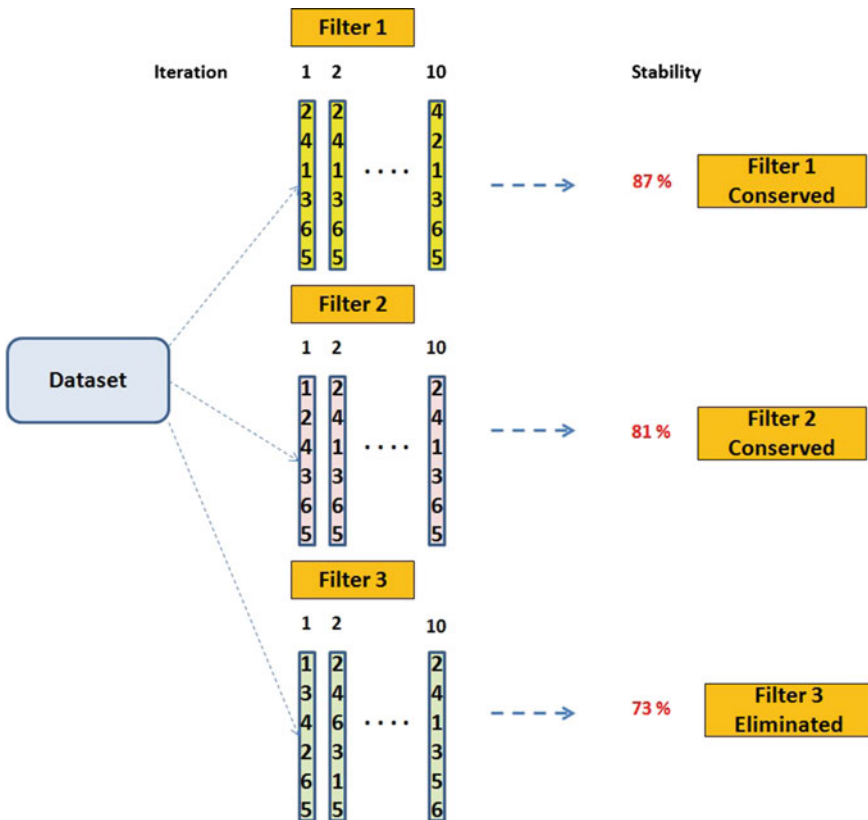 Filter 1
Iteration 1 2 10 Stability
2 2 4
4 4 2
1 1 .... 1 87 % Filter 1
Conserved
3 3 3
6 6 6
5 5 5
Filter 2
1 2 10
Dataset
1 2 2
2 4 4
4 1 .... 1 81 % Filter 2
Conserved
3 3 3
6 6 6
5 5 5
Filter 3
1 2 10
1 2 2
3 4 4
4 6 .... 1 73 % Filter 3
Eliminated
2 3 3
6 1 5
5 5 6